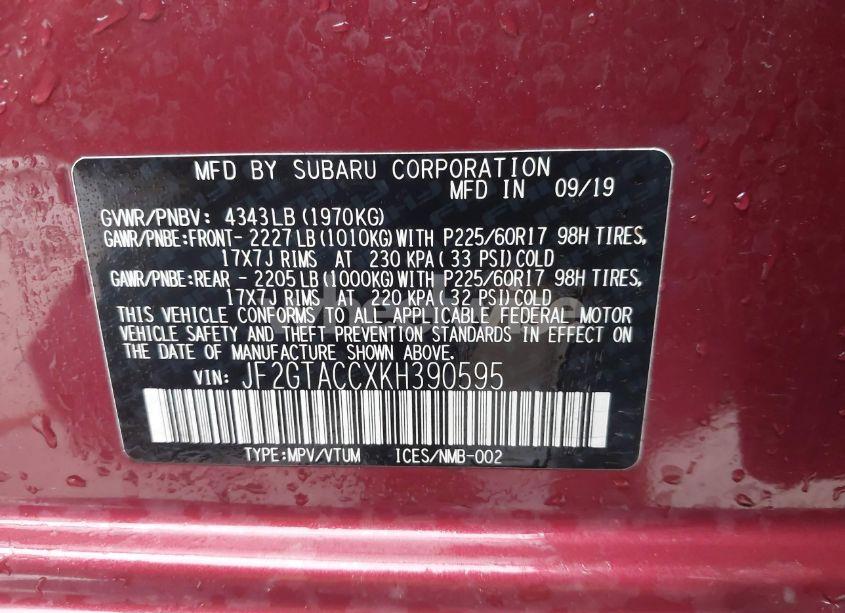 MFD BY SUBARU CORPORATION
MFD IN 09/19
GVWR/PNBV: 4343LB (1970KG)
GAWR/PNBE:FRONT- 2227LB(1010KG)WITH P225/60R17 98H TIRES,
17X7J RIMS AT 230 KPA( 33 PSI)COLD
GAWR/PNBE:REAR - 2205LB(1000KG)WITH P225/60R17 98H TIRES,
17X7J RIMS AT 220 KPA(32 PSI)COLD
THIS VEHICLE CONFORMS TO ALL APPLICABLE FEDERAL MOTOR
VEHICLE SAFETY AND THEFT PREVENTION STANDARDS IN EFFECT ON
THE DATE OF MANUFACTURE SHOWN ABOVE.
VIN: JF2GTACCXKH390595
TYPE:MPV/VTUM ICES/NMB-002